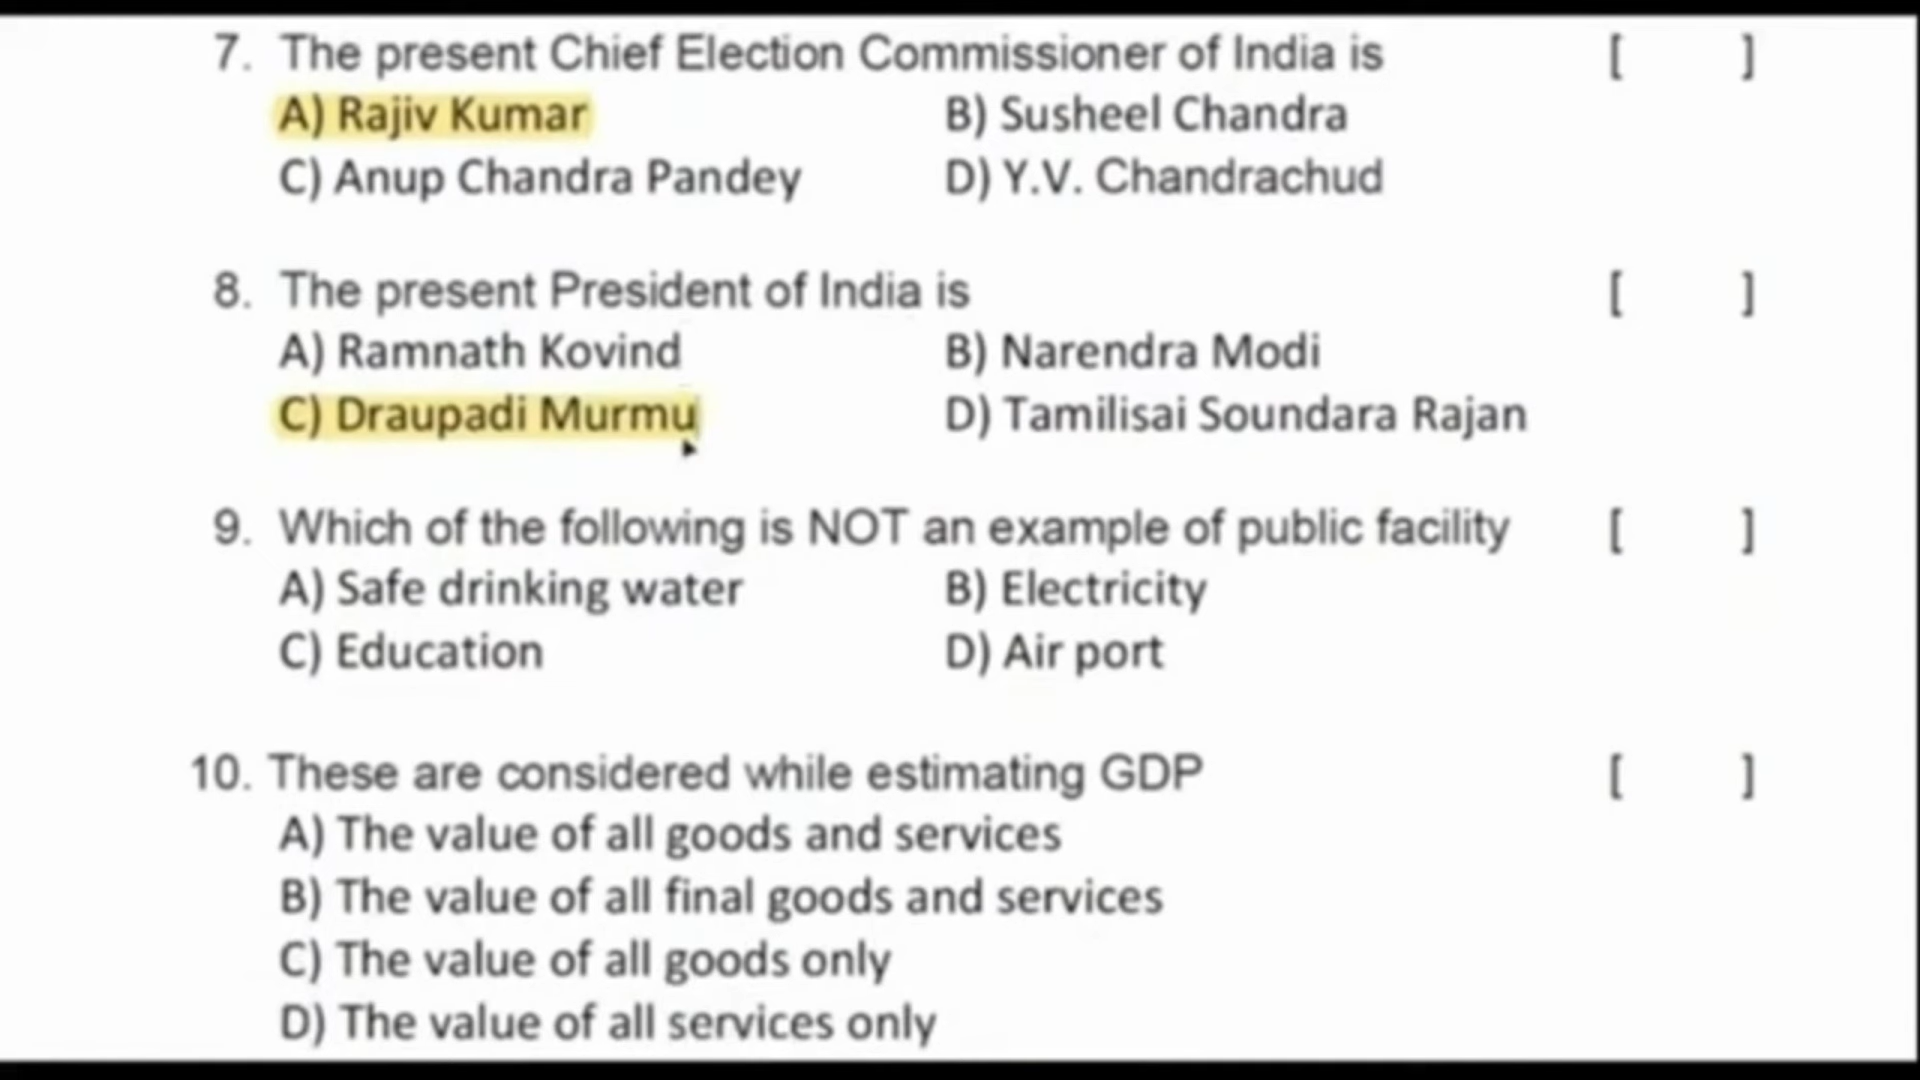 7. The present Chief Election Commissioner of India is [ ]
A) Rajiv Kumar B) Susheel Chandra
C) Anup Chandra Pandey D) Y.V. Chandrachud
8. The present President of India is [ ]
A) Ramnath Kovind B) Narendra Modi
C) Draupadi Murmu D) Tamilisai Soundara Rajan
9. Which of the following is NOT an example of public facility [ ]
A) Safe drinking water B) Electricity
C) Education D) Air port
10. These are considered while estimating GDP [ ]
A) The value of all goods and services
B) The value of all final goods and services
C) The value of all goods only
D) The value of all services only